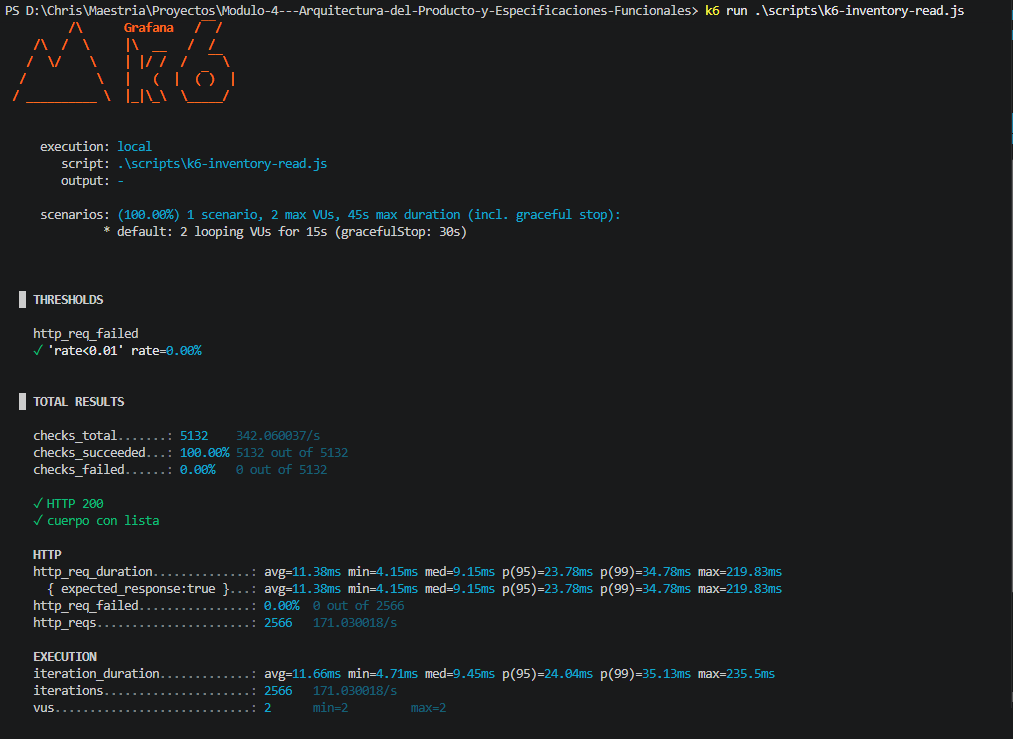 PS D:\Chris\Maestria\Proyectos\Modulo-4---Arquitectura-del-Producto-y-Especificaciones-Funcionales> k6 run .\scripts\k6-inventory-read.js
Grafana
execution: local
script: .\scripts\k6-inventory-read.js
output: -
scenarios: (100.00%) 1 scenario, 2 max VUs, 45s max duration (incl. graceful stop):
* default: 2 looping VUs for 15s (gracefulStop: 30s)
█ THRESHOLDS
http_req_failed
✓ 'rate<0.01' rate=0.00%
█ TOTAL RESULTS
checks_total.......: 5132 342.060037/s
checks_succeeded...: 100.00% 5132 out of 5132
checks_failed......: 0.00% 0 out of 5132
✓ HTTP 200
✓ cuerpo con lista
HTTP
http_req_duration..............: avg=11.38ms min=4.15ms med=9.15ms p(95)=23.78ms p(99)=34.78ms max=219.83ms
{ expected_response:true }...: avg=11.38ms min=4.15ms med=9.15ms p(95)=23.78ms p(99)=34.78ms max=219.83ms
http_req_failed................: 0.00% 0 out of 2566
http_reqs......................: 2566 171.030018/s
EXECUTION
iteration_duration.............: avg=11.66ms min=4.71ms med=9.45ms p(95)=24.04ms p(99)=35.13ms max=235.5ms
iterations.....................: 2566 171.030018/s
vus............................: 2 min=2 max=2